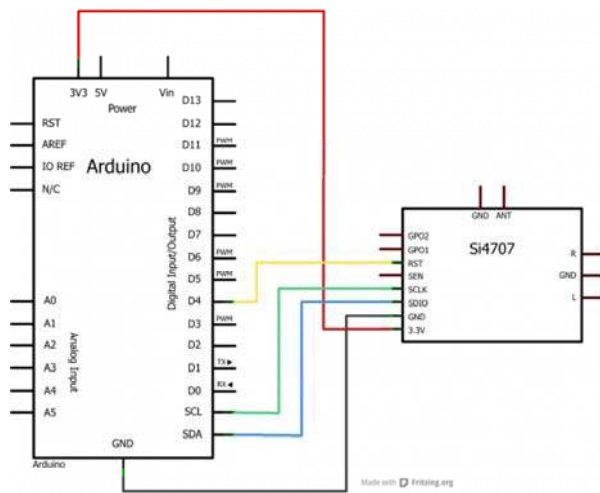 3V3 5V Vin
Power
Arduino
RST
AREF
IO REF
N/C
A0
A1
A2
A3
A4
A5
Analog Input
Digital Input/Output
D13
D12
D11 PWM
D10 PWM
D9 PWM
D8
D7
D6 PWM
D5 PWM
D4
D3 PWM
D2
D1 TX ▶
D0 RX ◀
SCL
SDA
GND
Arduino
GND ANT
Si4707
GPO2
GPO1
RST
SEN
SCLK
SDIO
GND
3.3V
R
GND
L
Made with Fritzing.org